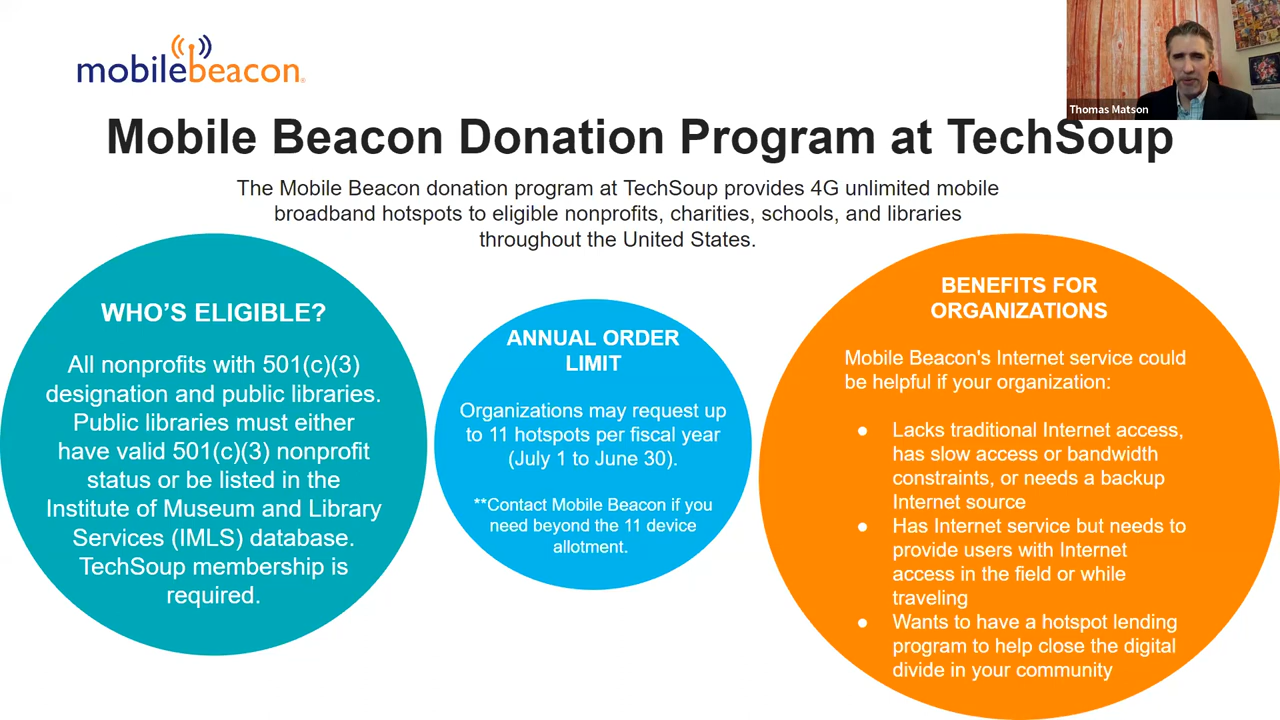 mobilebeacon
Thomas Matson
Mobile Beacon Donation Program at TechSoup
The Mobile Beacon donation program at TechSoup provides 4G unlimited mobile
broadband hotspots to eligible nonprofits, charities, schools, and libraries
throughout the United States.
WHO'S ELIGIBLE?
All nonprofits with 501(c)(3)
designation and public libraries.
Public libraries must either
have valid 501(c)(3) nonprofit
status or be listed in the
Institute of Museum and Library
Services (IMLS) database.
TechSoup membership is
required.
ANNUAL ORDER
LIMIT
Organizations may request up
to 11 hotspots per fiscal year
(July 1 to June 30).
**Contact Mobile Beacon if you
need beyond the 11 device
allotment.
BENEFITS FOR
ORGANIZATIONS
Mobile Beacon's Internet service could
be helpful if your organization:
● Lacks traditional Internet access,
has slow access or bandwidth
constraints, or needs a backup
Internet source
● Has Internet service but needs to
provide users with Internet
access in the field or while
traveling
● Wants to have a hotspot lending
program to help close the digital
divide in your community